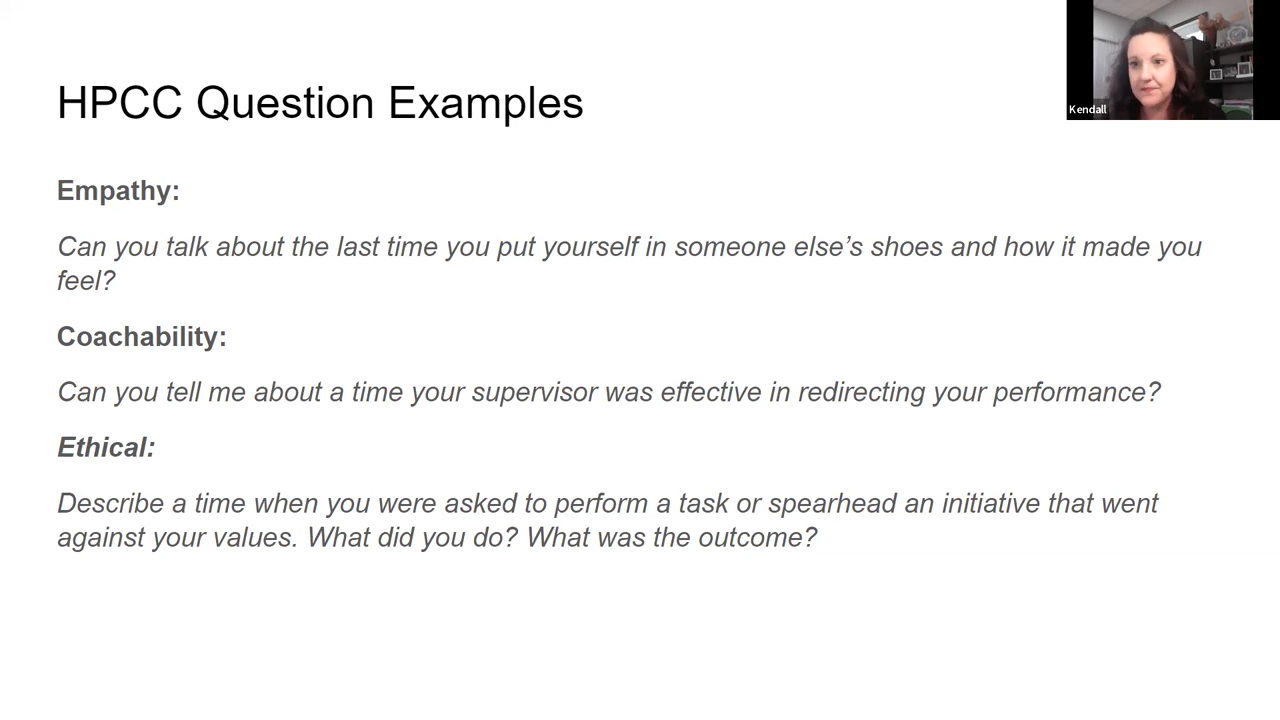 HPCC Question Examples
Kendall
Empathy:
Can you talk about the last time you put yourself in someone else’s shoes and how it made you
feel?
Coachability:
Can you tell me about a time your supervisor was effective in redirecting your performance?
Ethical:
Describe a time when you were asked to perform a task or spearhead an initiative that went
against your values. What did you do? What was the outcome?